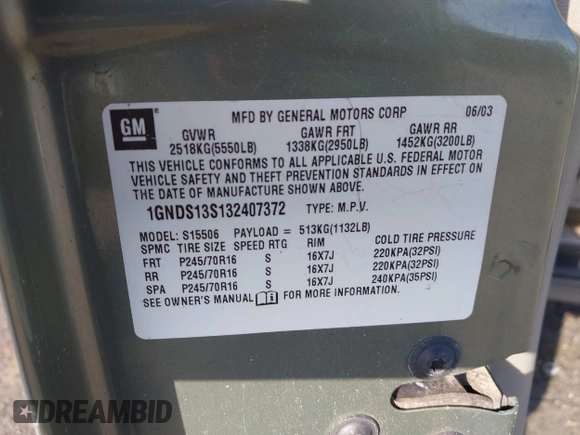 GM
MFD BY GENERAL MOTORS CORP 06/03
GVWR GAWR FRT GAWR RR
2518KG(5550LB) 1338KG(2950LB) 1452KG(3200LB)
THIS VEHICLE CONFORMS TO ALL APPLICABLE U.S. FEDERAL MOTOR
VEHICLE SAFETY AND THEFT PREVENTION STANDARDS IN EFFECT ON
THE DATE OF MANUFACTURE SHOWN ABOVE.
1GNDS13S132407372 TYPE: M.P.V.
MODEL: S15506 PAYLOAD = 513KG(1132LB)
SPMC TIRE SIZE SPEED RTG RIM COLD TIRE PRESSURE
FRT P245/70R16 S 16X7J 220KPA(32PSI)
RR P245/70R16 S 16X7J 220KPA(32PSI)
SPA P245/70R16 S 16X7J 240KPA(35PSI)
SEE OWNER'S MANUAL FOR MORE INFORMATION.
DREAMBID